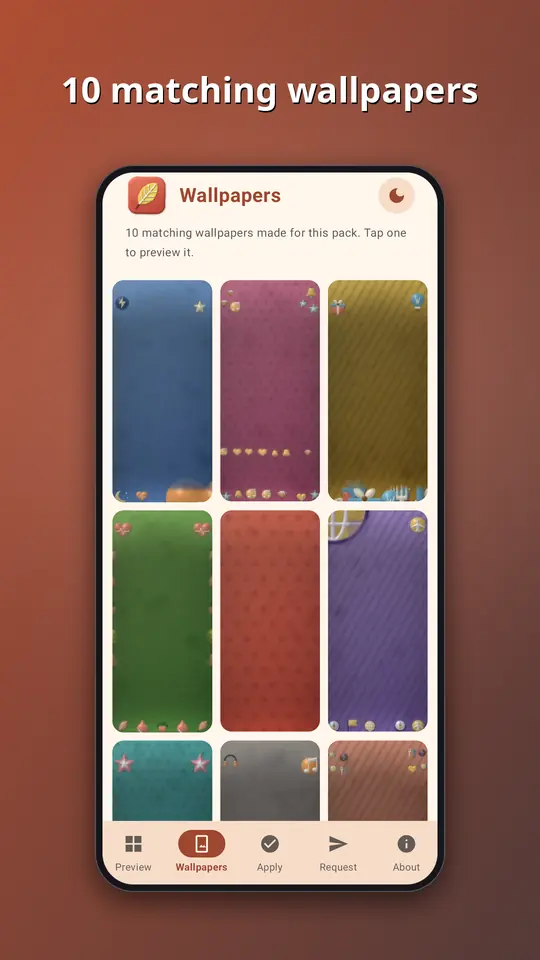 10 matching wallpapers
Wallpapers
10 matching wallpapers made for this pack. Tap one
to preview it.
Preview
Wallpapers
Apply
Request
About